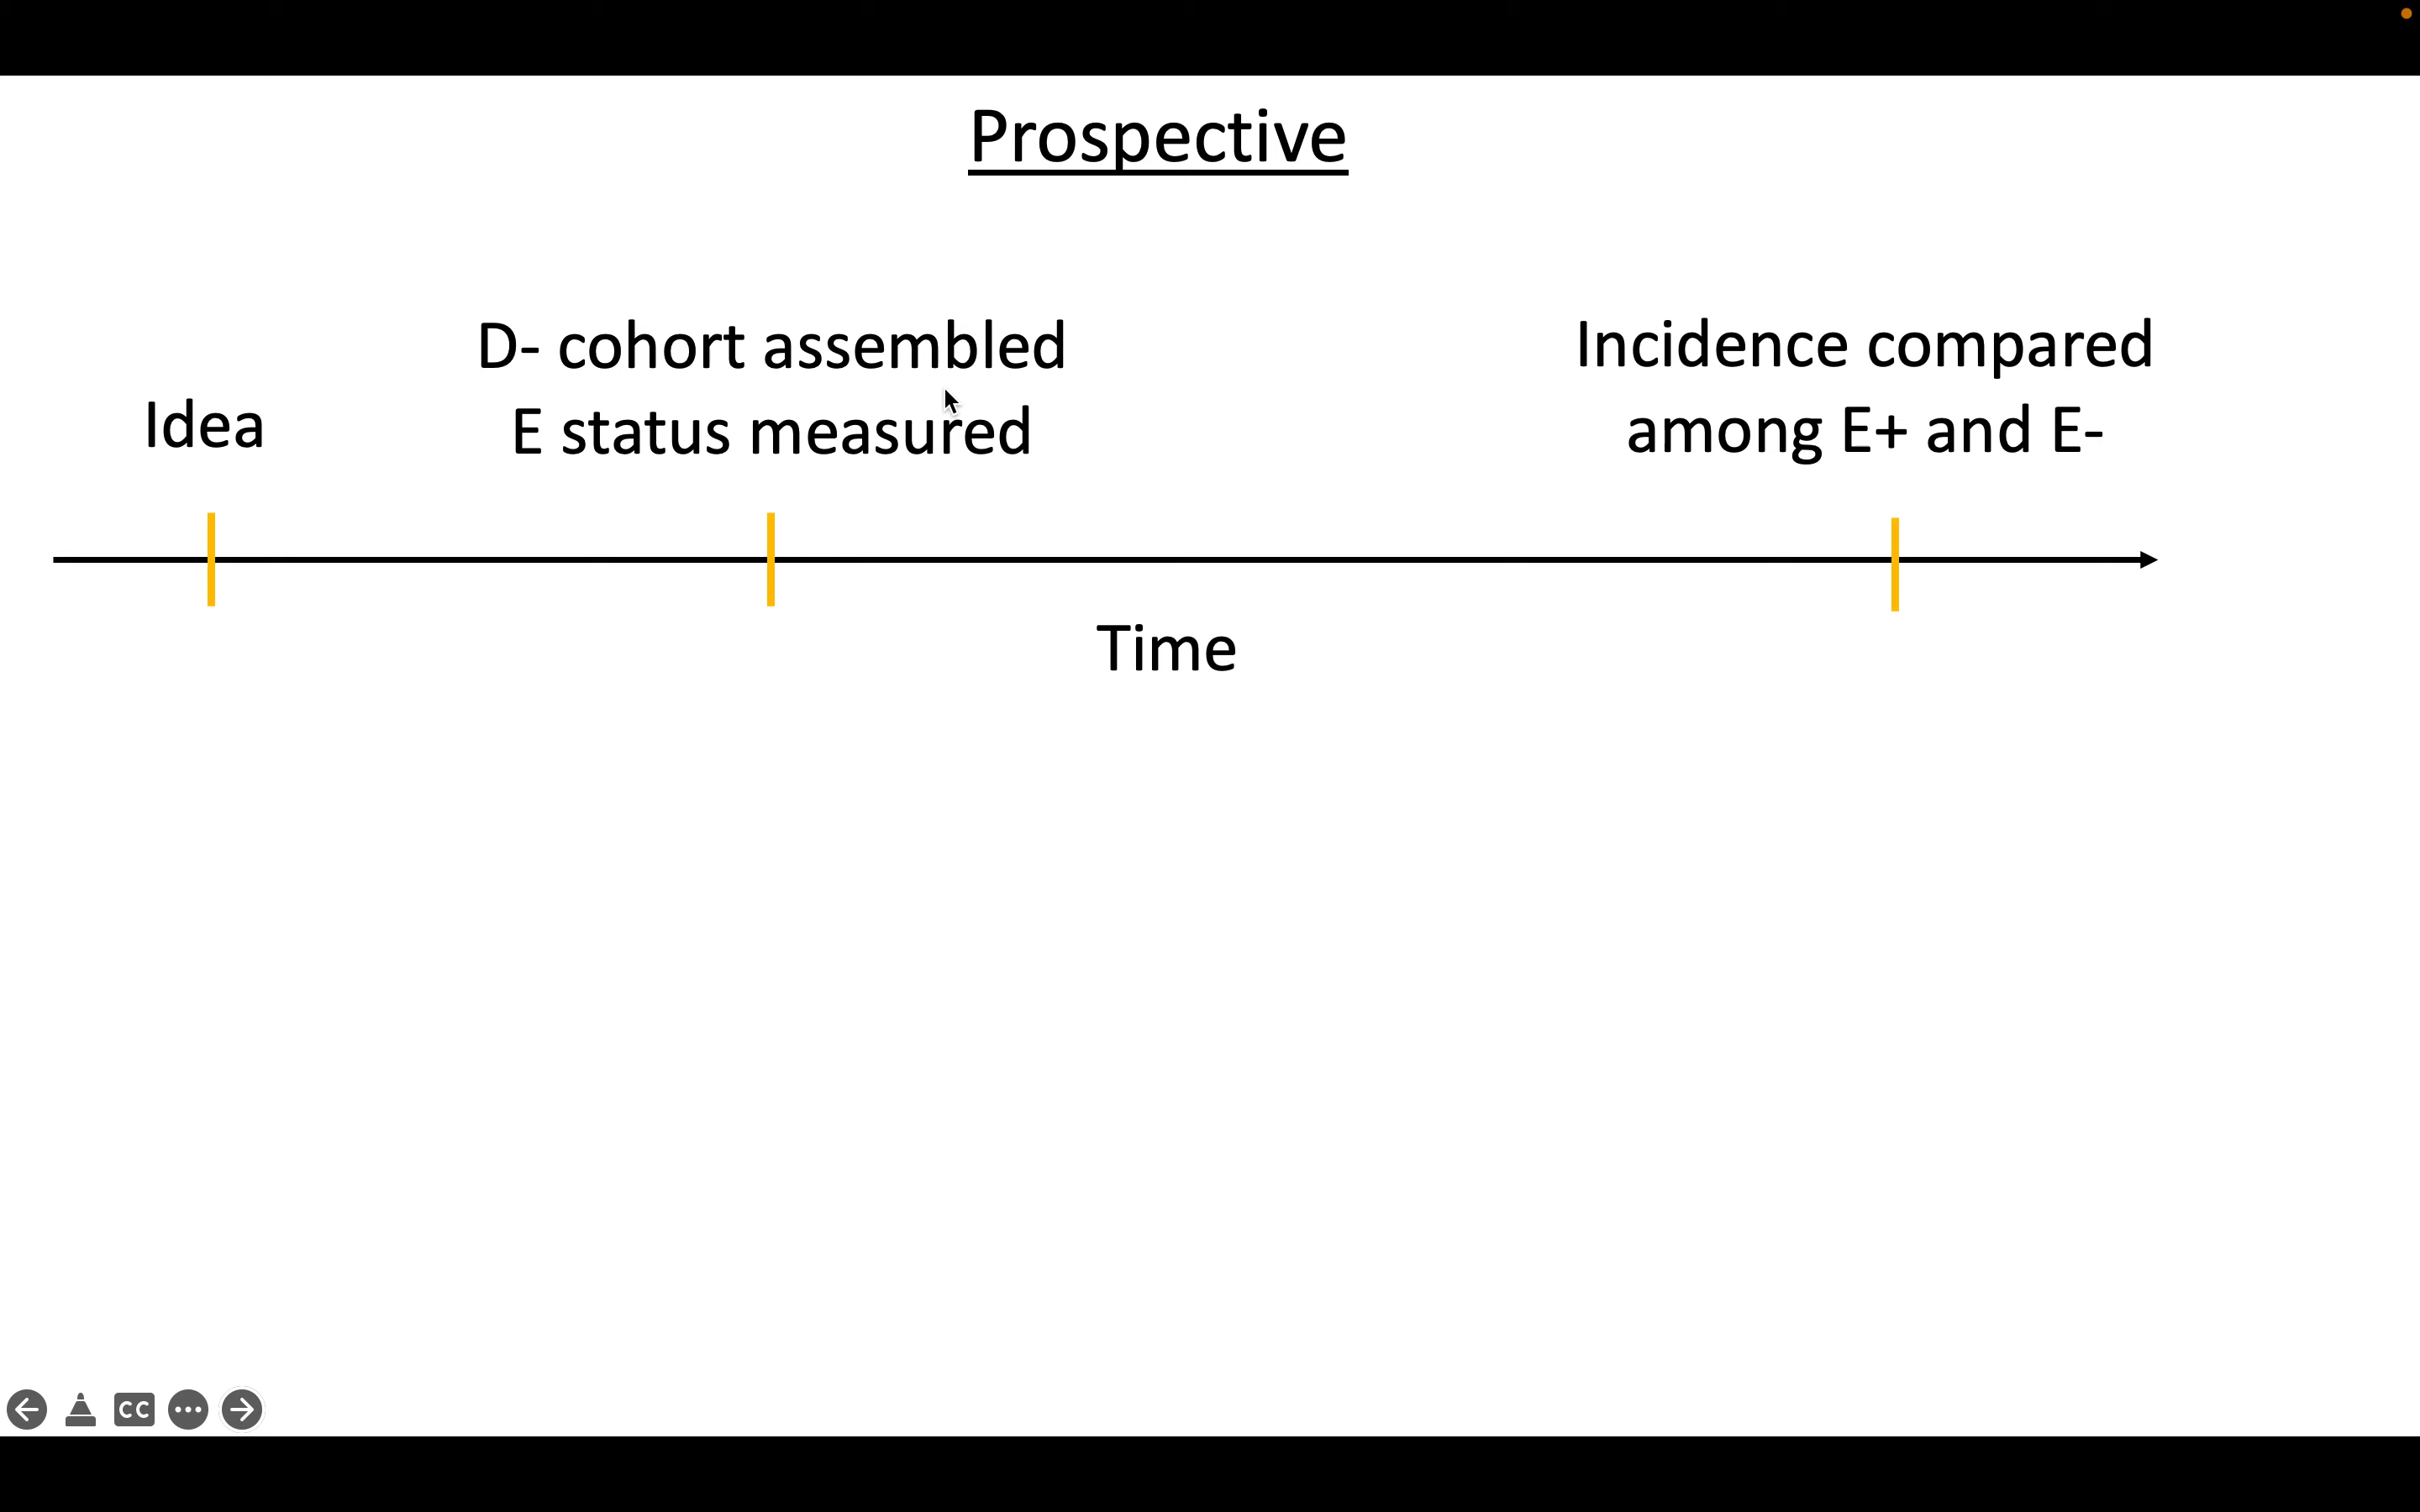 Prospective
D- cohort assembled
E status measured
Idea
Incidence compared
among E+ and E-
Time
CC